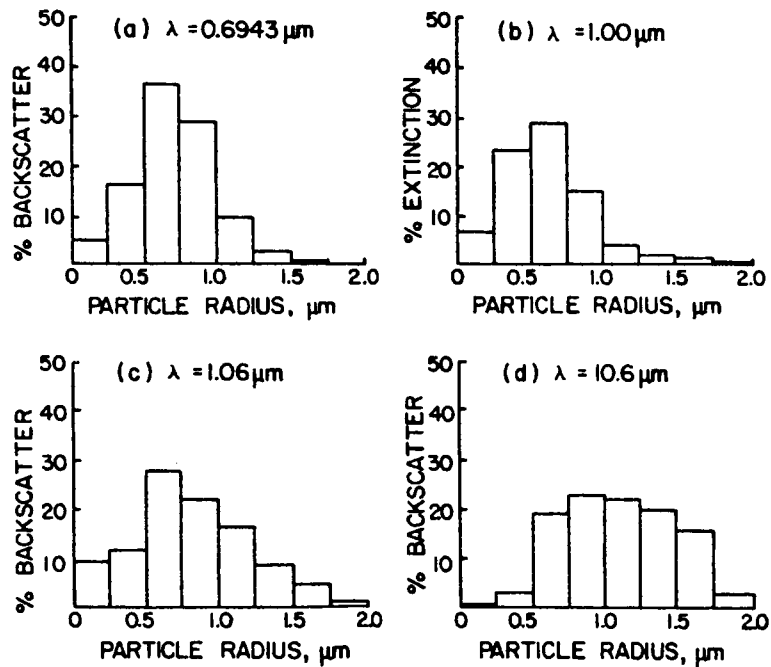 (a) λ = 0.6943 μm
% BACKSCATTER
50
40
30
20
10
0 0.5 1.0 1.5 2.0
PARTICLE RADIUS, μm
(b) λ = 1.00 μm
% EXTINCTION
50
40
30
20
10
0 0.5 1.0 1.5 2.0
PARTICLE RADIUS, μm
(c) λ = 1.06 μm
% BACKSCATTER
50
40
30
20
10
0 0.5 1.0 1.5 2.0
PARTICLE RADIUS, μm
(d) λ = 10.6 μm
% BACKSCATTER
50
40
30
20
10
0 0.5 1.0 1.5 2.0
PARTICLE RADIUS, μm